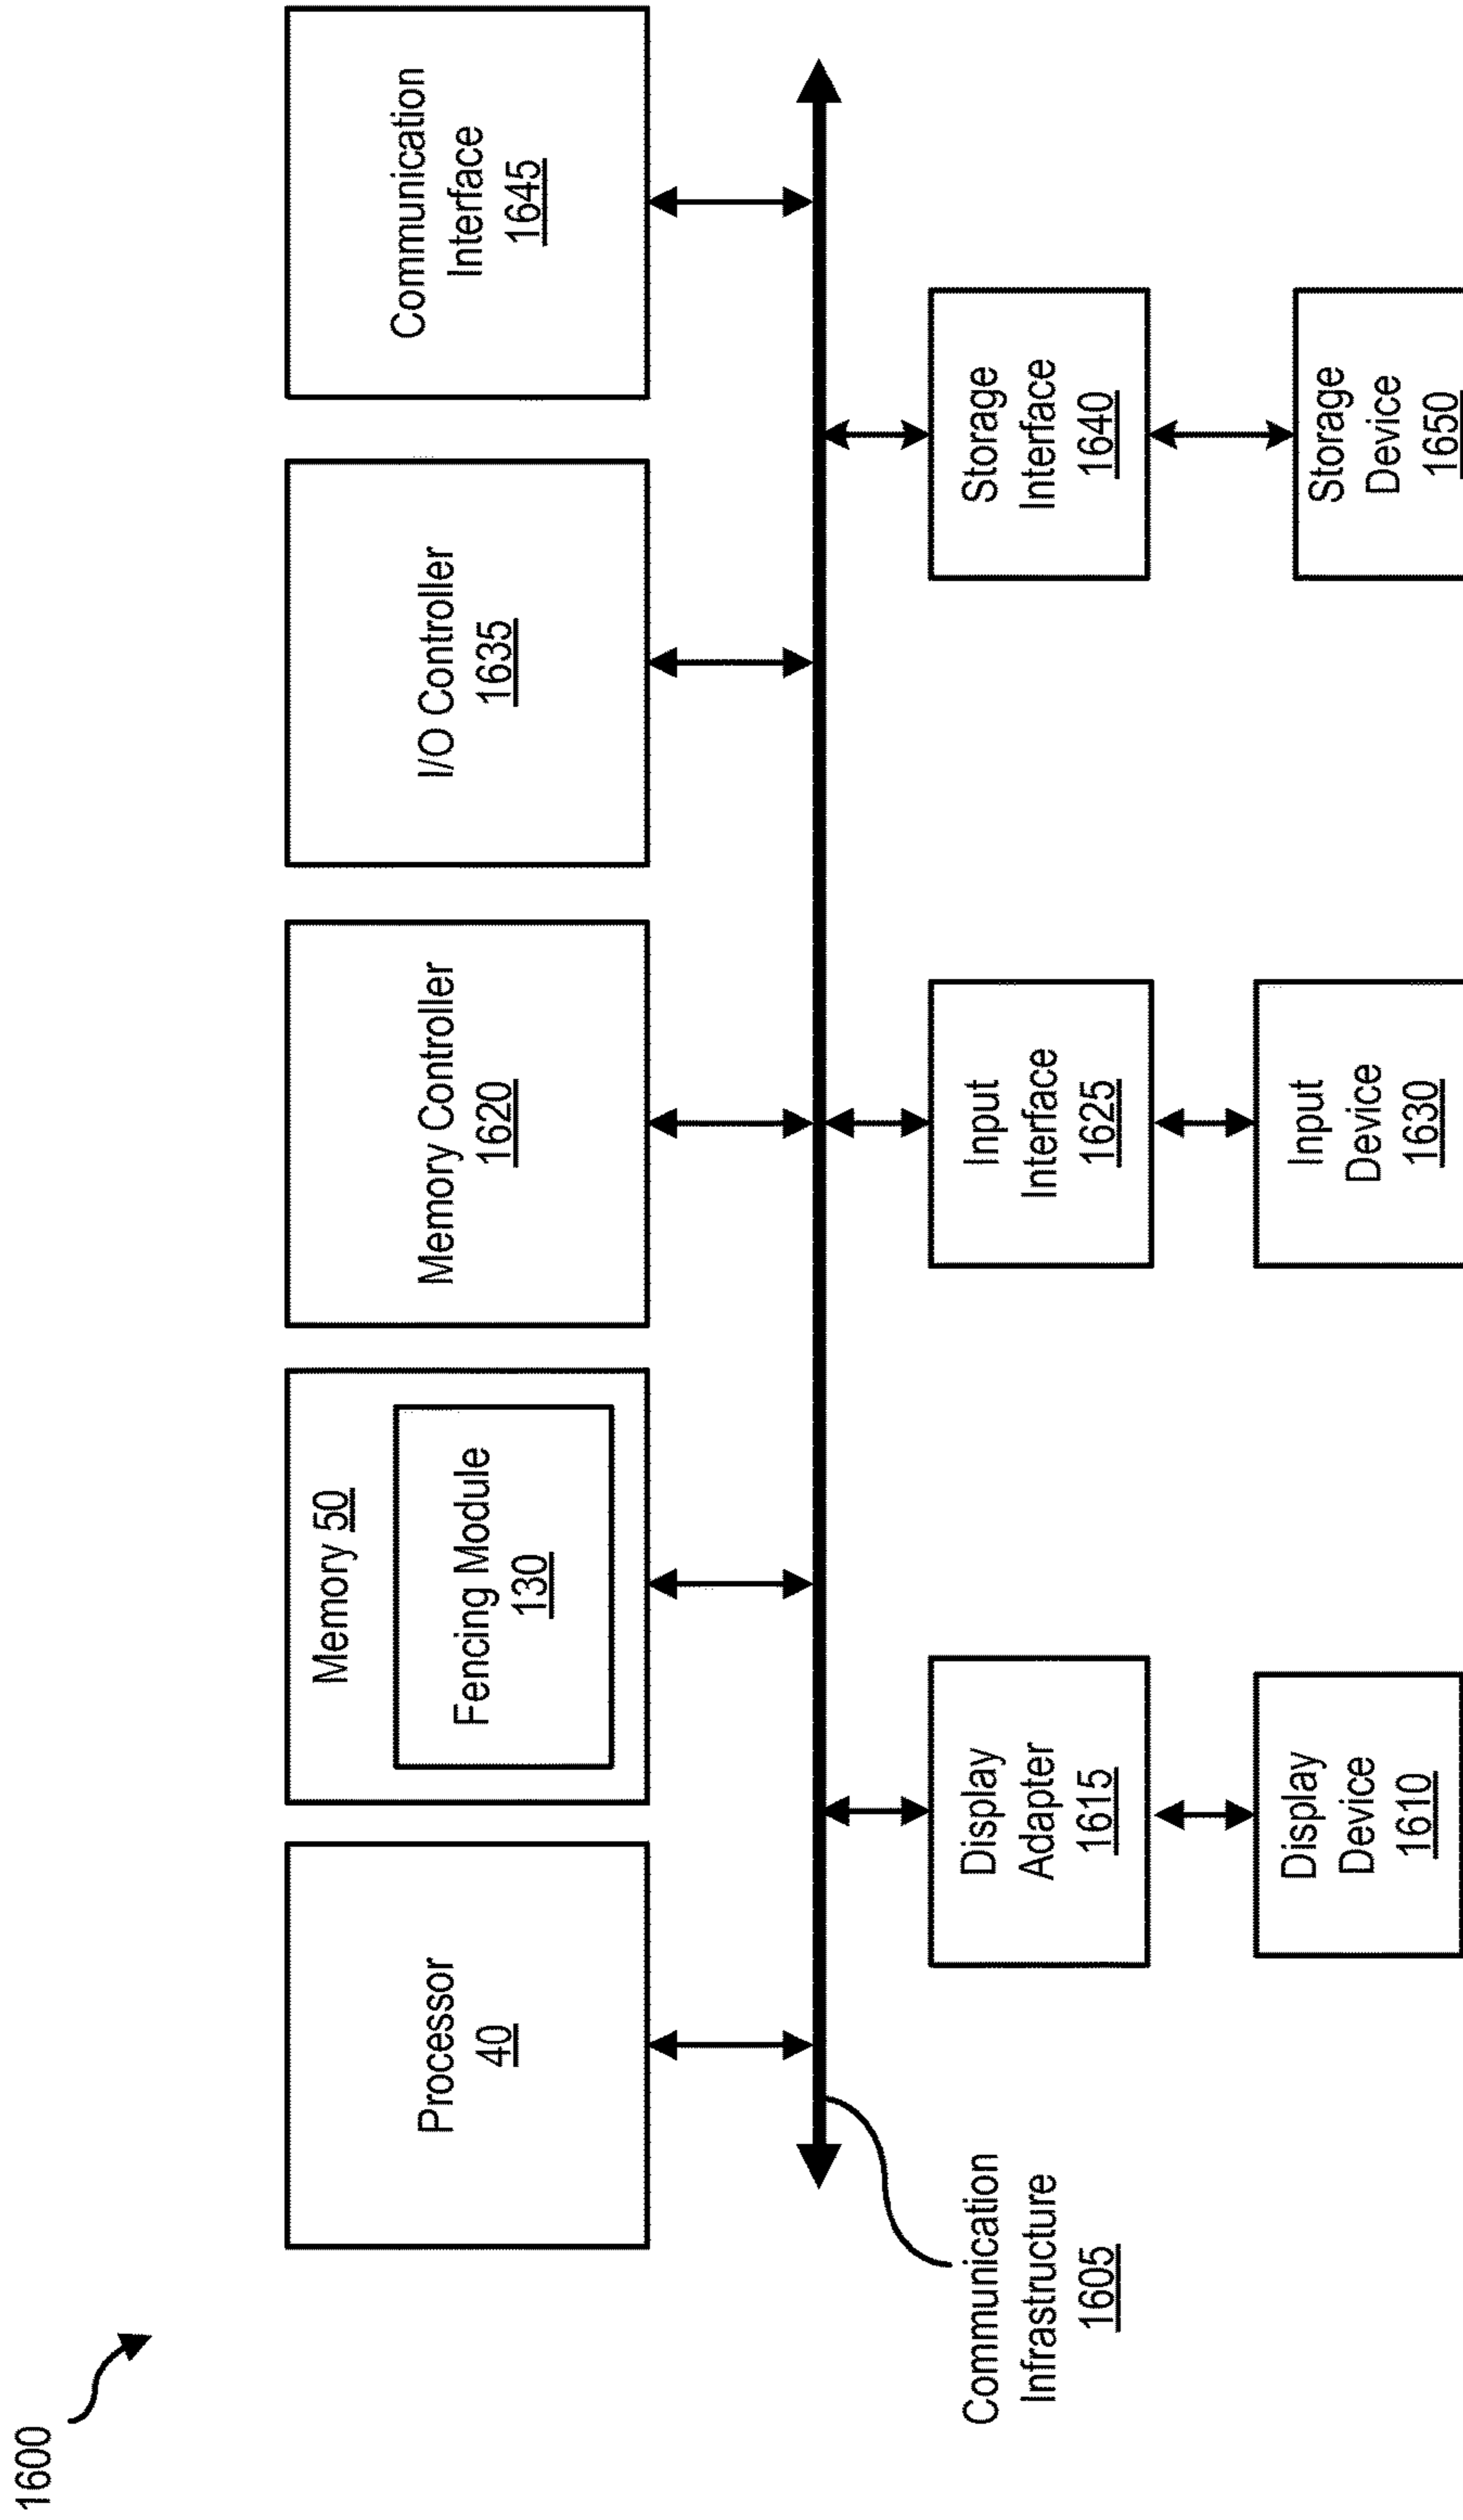 1600
Processor
40
Memory 50
Fencing Module
130
Memory Controller
1620
I/O Controller
1635
Communication
Interface
1645
Communication
Infrastructure
1605
Display
Adapter
1615
Input
Interface
1625
Storage
Interface
1640
Display
Device
1610
Input
Device
1630
Storage
Device
1650